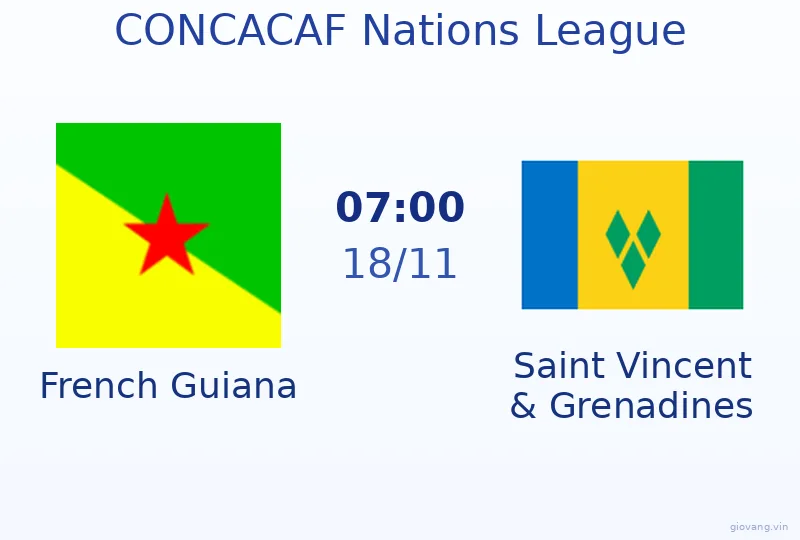 CONCACAF Nations League
07:00
18/11
French Guiana
Saint Vincent
& Grenadines
giovang.vin